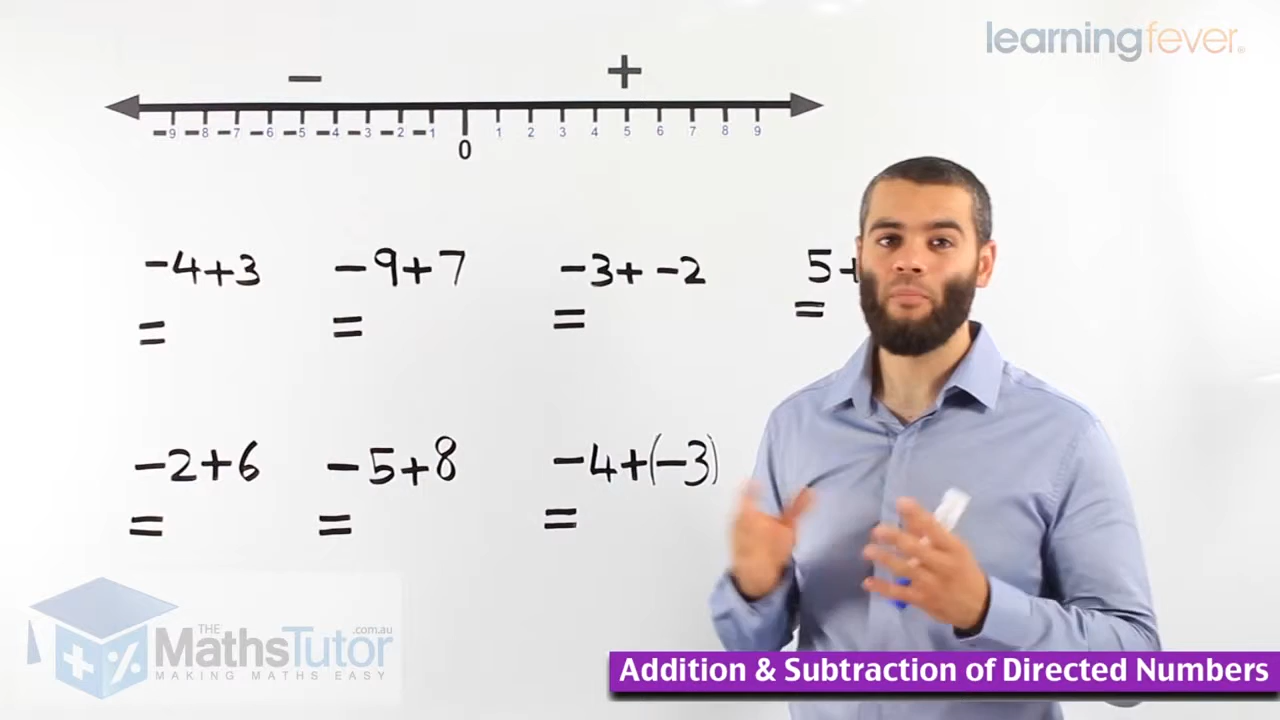 learningfever.
− +
-9 -8 -7 -6 -5 -4 -3 -2 -1 0 1 2 3 4 5 6 7 8 9
-4+3 -9+7 -3+ -2 5+
= = = =
-2+6 -5+8 -4+(-3)
= = =
THE MathsTutor .com.au
MAKING MATHS EASY
Addition & Subtraction of Directed Numbers